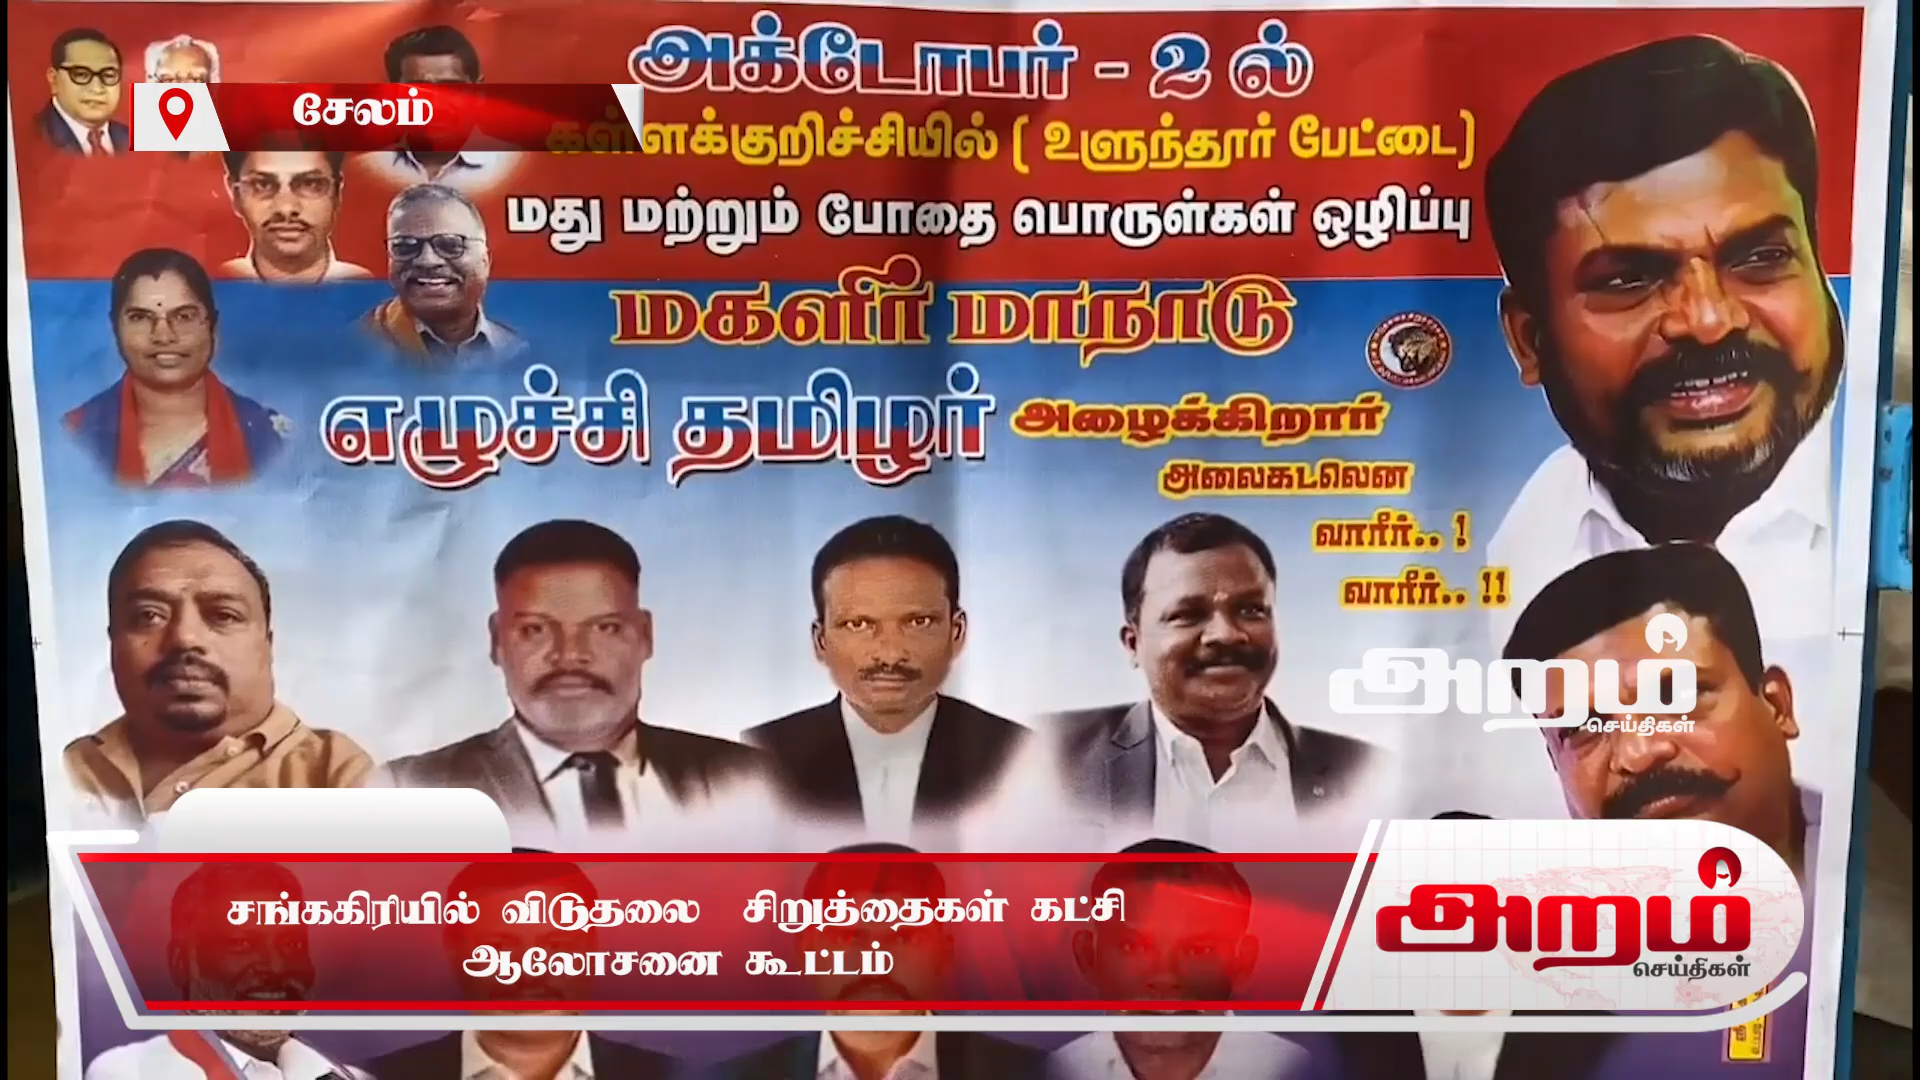 அக்டோபர் - 2 ல்
சேலம்
கள்ளக்குறிச்சியில் ( உளுந்தூர் பேட்டை)
மது மற்றும் போதை பொருள்கள் ஒழிப்பு
மகளிர் மாநாடு
எழுச்சி தமிழர் அழைக்கிறார்
அலைகடலென
வாரீர்.. !
வாரீர்.. !!
அறம்
செய்திகள்
சங்ககிரியில் விடுதலை சிறுத்தைகள் கட்சி
ஆலோசனை கூட்டம்
அறம்
செய்திகள்